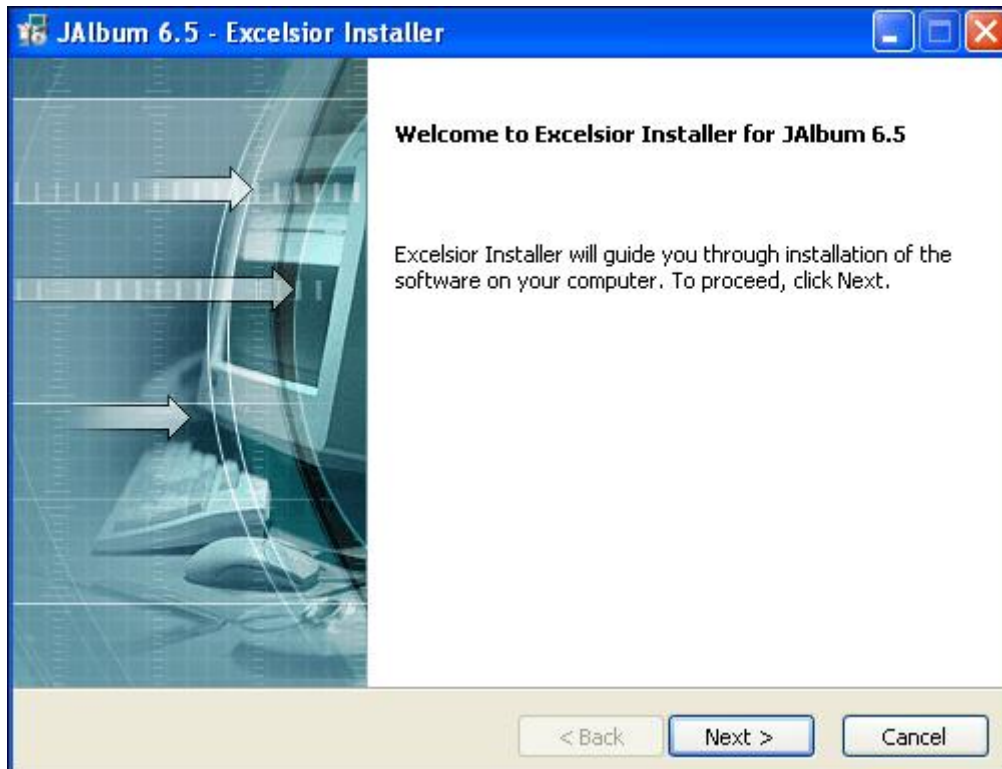 JAlbum 6.5 - Excelsior Installer
Welcome to Excelsior Installer for JAlbum 6.5
Excelsior Installer will guide you through installation of the
software on your computer. To proceed, click Next.
< Back
Next >
Cancel